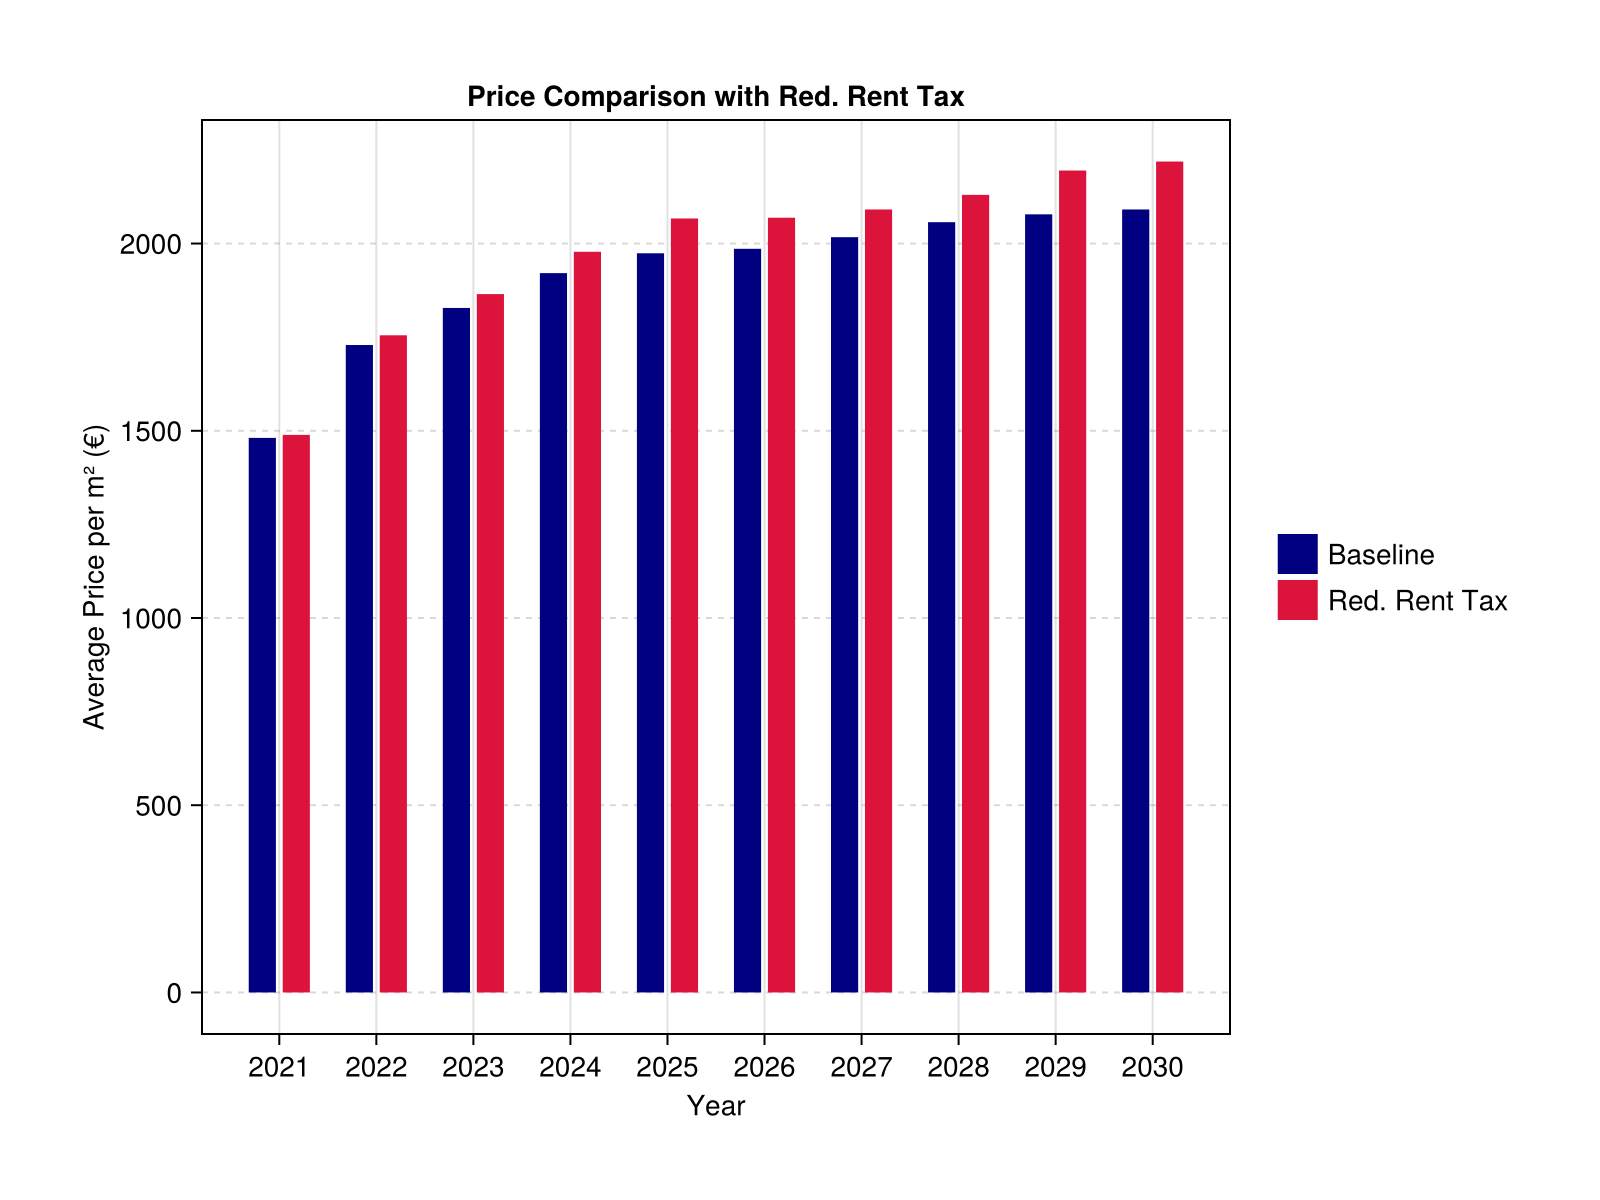 Price Comparison with Red. Rent Tax
Average Price per m² (€)
2000
1500
1000
500
0
2021 2022 2023 2024 2025 2026 2027 2028 2029 2030
Year
Baseline
Red. Rent Tax